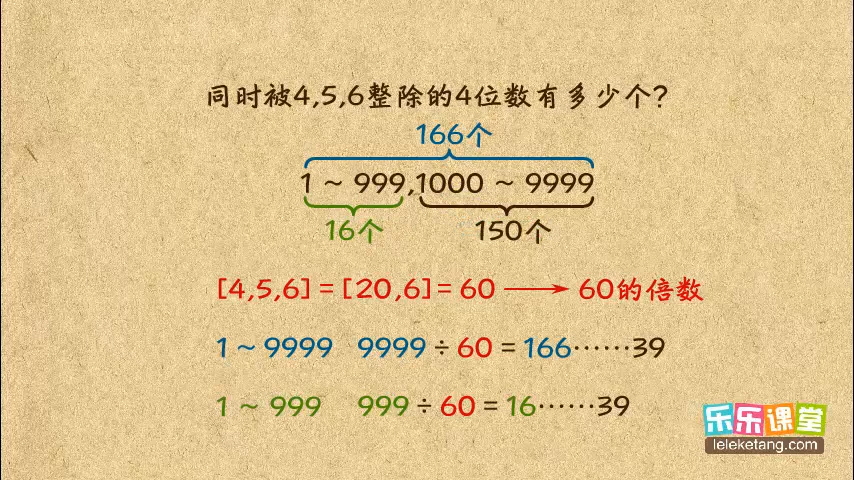 同时被4,5,6整除的4位数有多少个?
166个
1 ~ 999,1000 ~ 9999
16个 150个
[4,5,6] = [20,6] = 60 → 60的倍数
1 ~ 9999 9999 ÷ 60 = 166……39
1 ~ 999 999 ÷ 60 = 16……39
乐乐课堂
leleketang.com